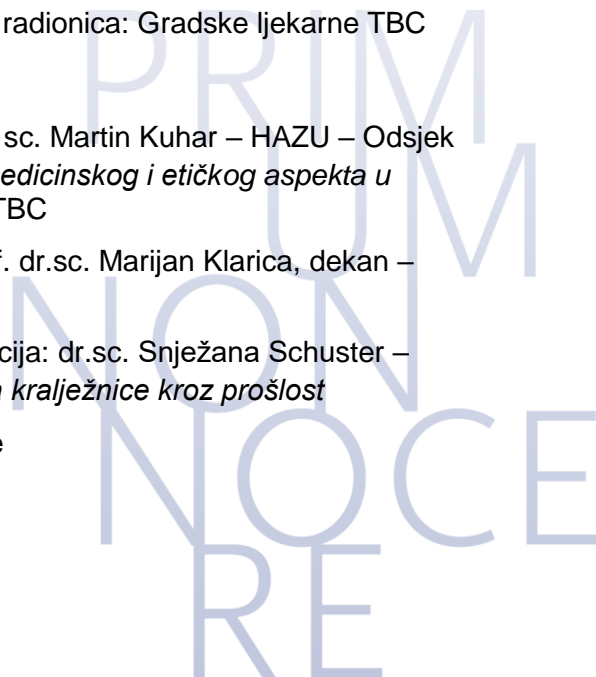 radionica: Gradske ljekarne TBC
sc. Martin Kuhar – HAZU – Odsjek
edicinskog i etičkog aspekta u
TBC
f. dr.sc. Marijan Klarica, dekan –
cija: dr.sc. Snježana Schuster –
a kralježnice kroz prošlost
e
PRIM
UM
NON
NOCE
RE